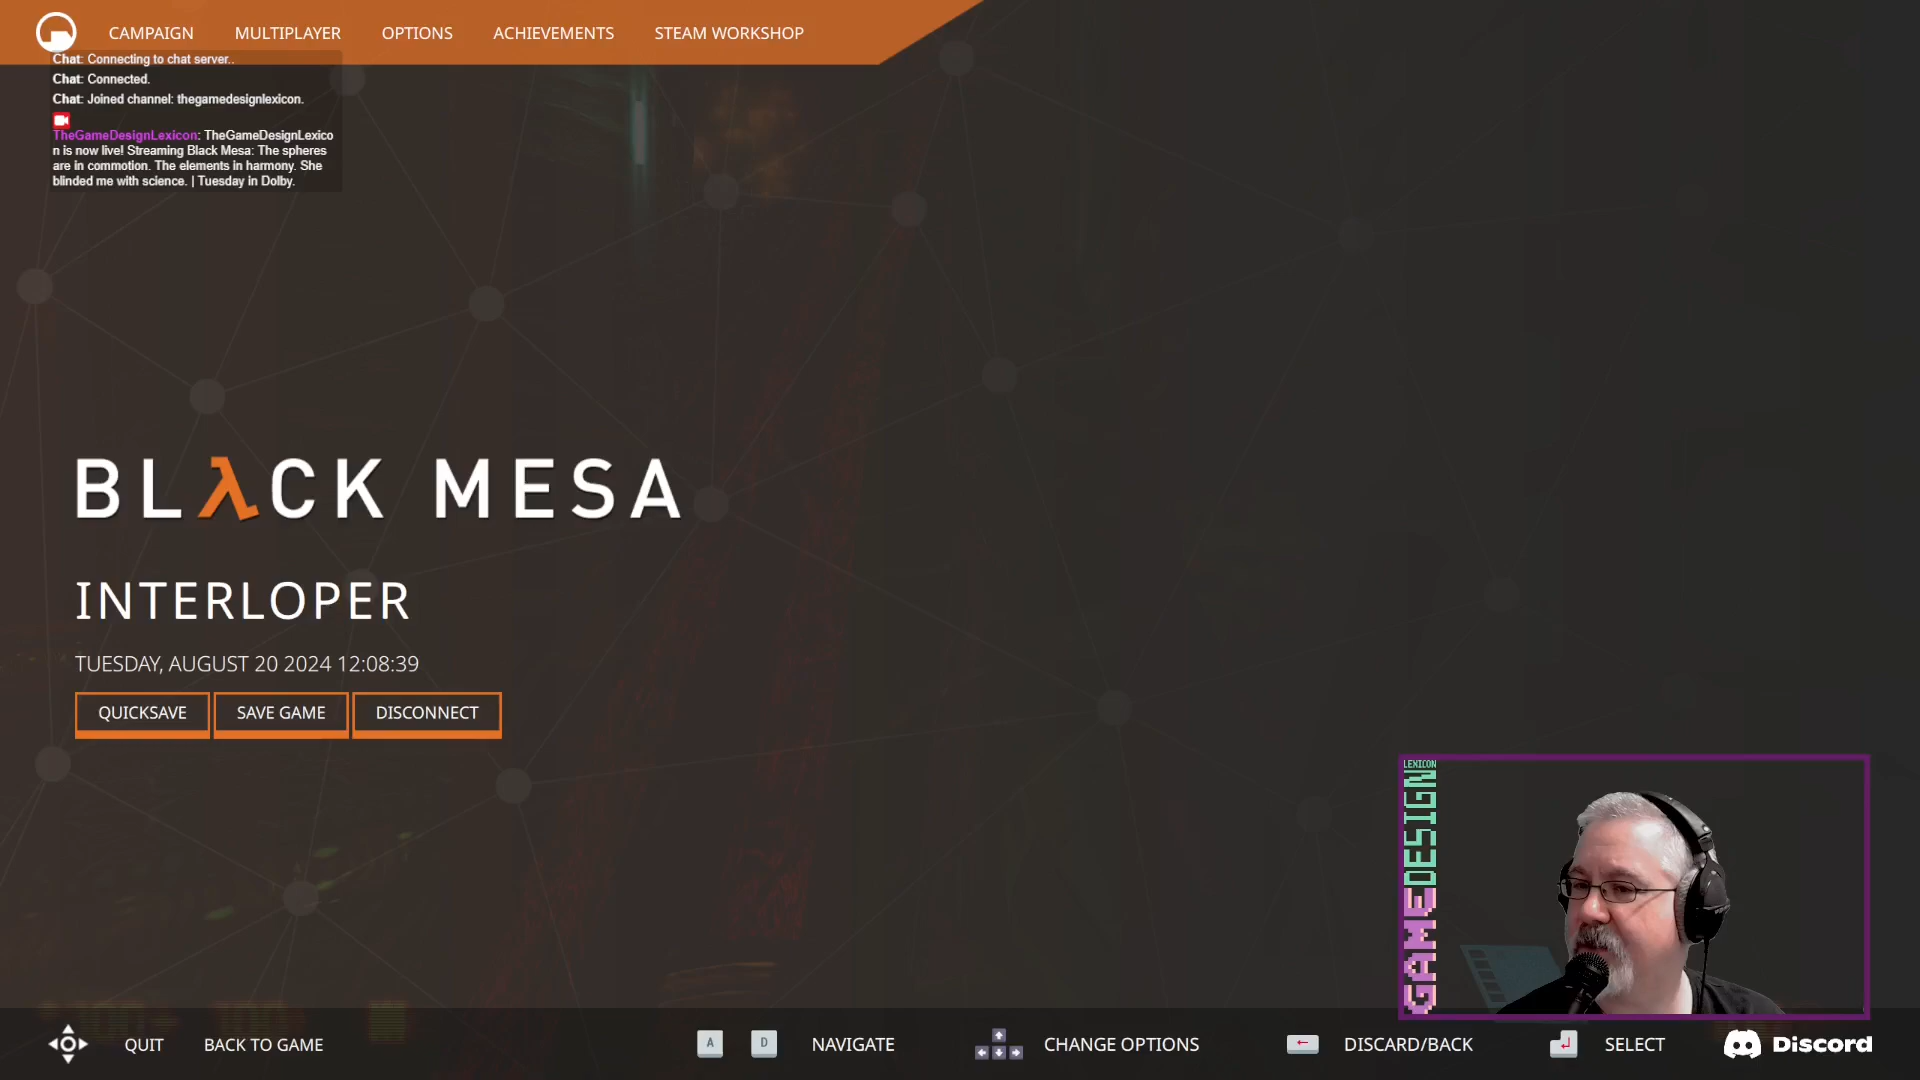 CAMPAIGN MULTIPLAYER OPTIONS ACHIEVEMENTS STEAM WORKSHOP
Chat: Connecting to chat server..
Chat: Connected.
Chat: Joined channel: thegamedesignlexicon.
TheGameDesignLexicon: TheGameDesignLexico
n is now live! Streaming Black Mesa: The spheres
are in commotion. The elements in harmony. She
blinded me with science. | Tuesday in Dolby.
BLλCK MESA
INTERLOPER
TUESDAY, AUGUST 20 2024 12:08:39
QUICKSAVE SAVE GAME DISCONNECT
LEXICON
GAMEDESIGN
QUIT BACK TO GAME A D NAVIGATE CHANGE OPTIONS DISCARD/BACK SELECT Discord